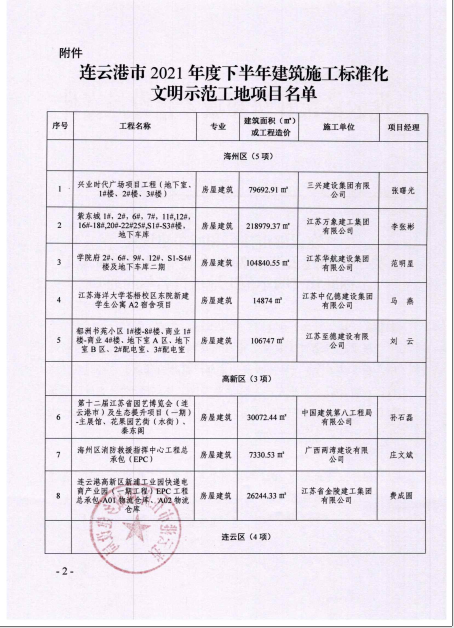 附件
连云港市 2021 年度下半年建筑施工标准化
文明示范工地项目名单
序号 工程名称 专业 建筑面积（㎡）或工程造价 施工单位 项目经理
海州区（5 项）
1 兴业时代广场项目工程（地下室、 房屋建筑 79692.91 ㎡ 三兴建设集团有限 张曙光
1#楼、2#楼、3#楼） 公司
2 紫东城 1#，2#，6#，7#，11#,12#, 房屋建筑 218979.37 ㎡ 江苏万象建工集团 李张彬
16#-18#,20#-22#25#,S1#-S3#楼、 有限公司
地下车库
3 学院府 2#、6#、9#、12#、S1-S4# 房屋建筑 104840.55 ㎡ 江苏华航建设集团 范明星
楼及地下车库二期 有限公司
4 江苏海洋大学苍梧校区东院新建 房屋建筑 14874 ㎡ 江苏中亿德建设集团 马 燕
学生公寓 A2 宿舍项目 有限公司
5 郁洲书苑小区 1#楼-8#楼、商业 1# 房屋建筑 106747 ㎡ 江苏至德建设有限 刘 云
楼-商业 4#楼、地下室 A 区、地下 公司
室 B 区、2#配电室、3#配电室
高新区（3 项）
6 第十二届江苏省园艺博览会（连 房屋建筑 30072.44 ㎡ 中国建筑第八工程局 孙石磊
云港市）及生态提升项目（一期） 有限公司
-主展馆、花果园艺街（水街）、
秦东阁
7 海州区消防救援指挥中心工程总 房屋建筑 7330.53 ㎡ 广西两湾建设有限 庄文斌
承包（EPC） 公司
8 连云港高新区新浦工业园快递电 房屋建筑 26244.33 ㎡ 江苏省金陵建工集团 费成圆
商产业园（一期工程）EPC 工程 有限公司
总承包-A01 物流仓库、A02 物流
仓库
连云区（4 项）
- 2 -